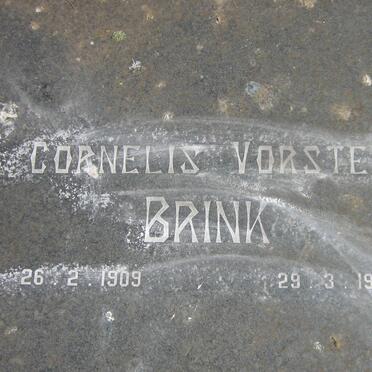 CORNELIS VORSTE
BRINK
26 . 2 . 1909 29 . 3 . 19